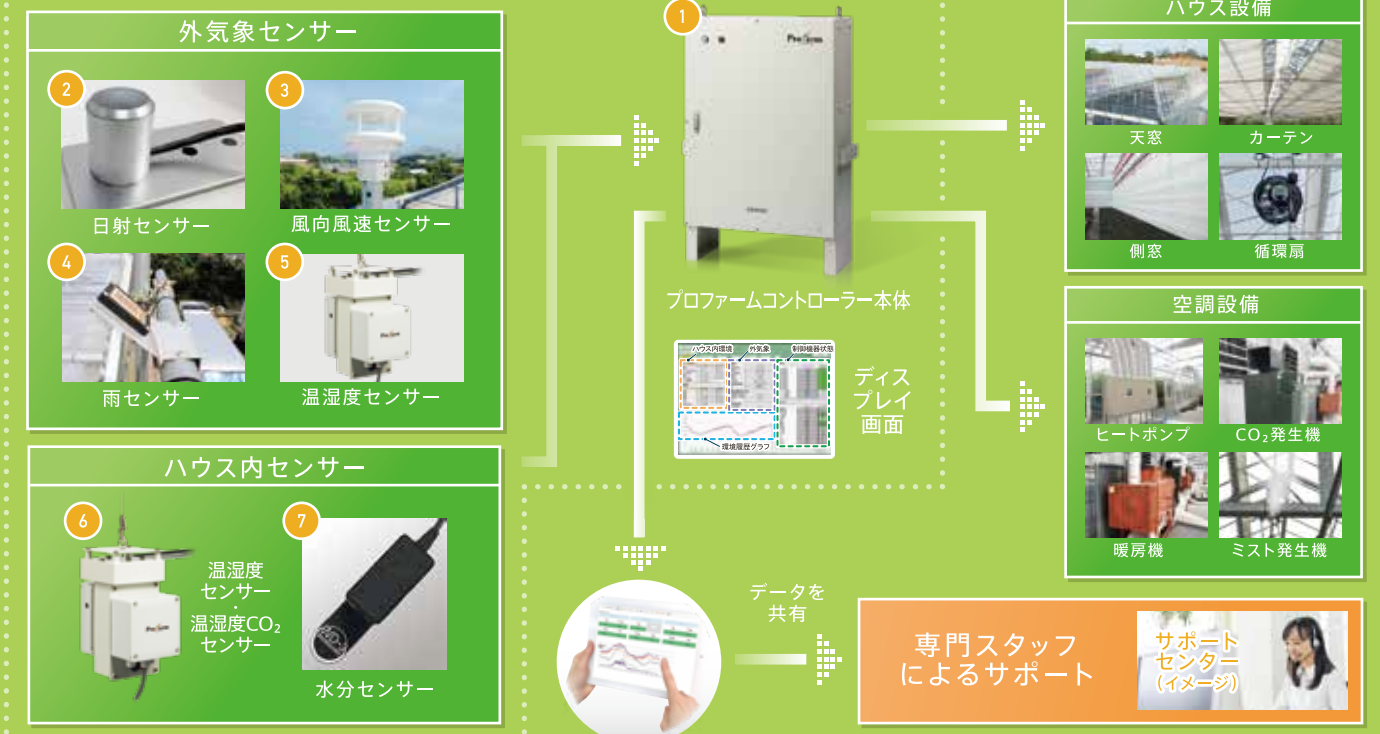 外気象センサー
2
日射センサー
3
風向風速センサー
4
雨センサー
5
温湿度センサー
ハウス内センサー
6
温湿度
センサー
・
温湿度CO₂
センサー
7
水分センサー
1
プロファームコントローラー本体
ハウス内環境
外気象
制御機器状態
環境履歴グラフ
ディス
プレイ
画面
ハウス設備
天窓
カーテン
側窓
循環扇
空調設備
ヒートポンプ
CO₂発生機
暖房機
ミスト発生機
データを
共有
専門スタッフ
によるサポート
サポート
センター
(イメージ)